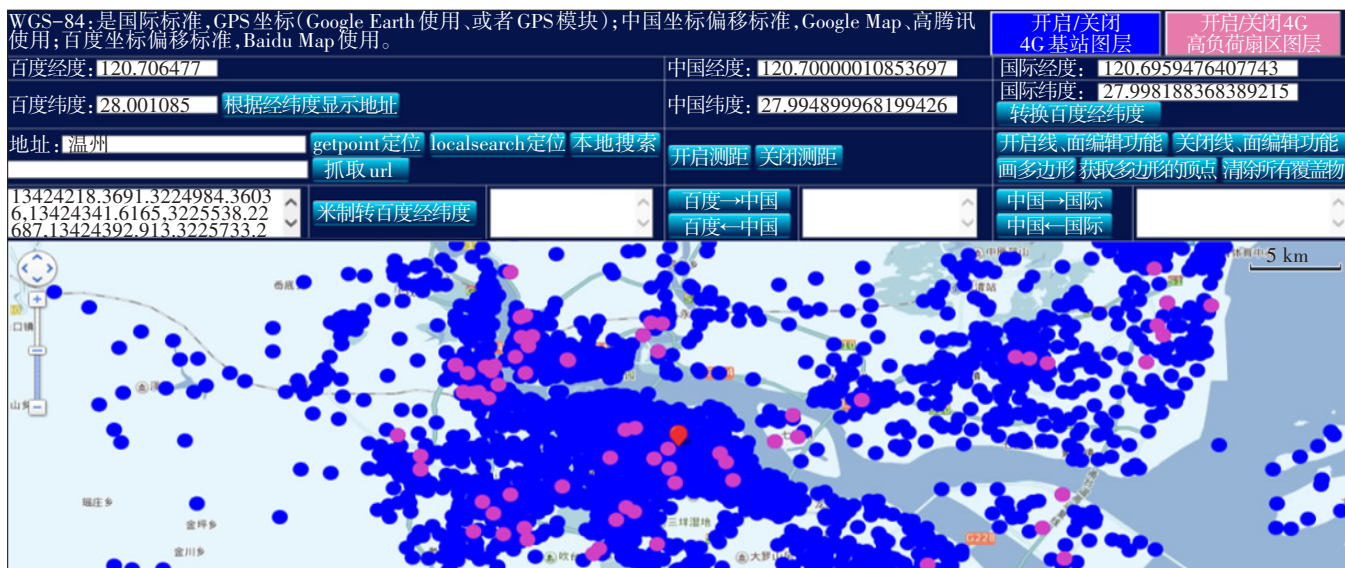 WGS-84:是国际标准,GPS坐标(Google Earth使用、或者GPS模块);中国坐标偏移标准,Google Map、高腾讯
使用;百度坐标偏移标准,Baidu Map使用。
开启/关闭
4G基站图层
开启/关闭4G
高负荷扇区图层
百度经度:120.706477
中国经度:120.70000010853697
国际经度:120.6959476407743
百度纬度:28.001085 根据经纬度显示地址
中国纬度:27.994899968199426
国际纬度:27.998188368389215
转换百度经纬度
地址:温州 getpoint定位 localsearch定位 本地搜索
抓取url
开启测距 关闭测距
开启线、面编辑功能 关闭线、面编辑功能
画多边形 获取多边形的顶点 清除所有覆盖物
13424218.3691.3224984.3603
6,13424341.6165,3225538.22
687,13424392.913.3225733.2
米制转百度经纬度
百度→中国
百度←中国
中国→国际
中国←国际
5 km
口镇
山乡
瑶庄乡
金坪乡
金川乡
三垟湿地
吹台
大罗山
七
永
G228